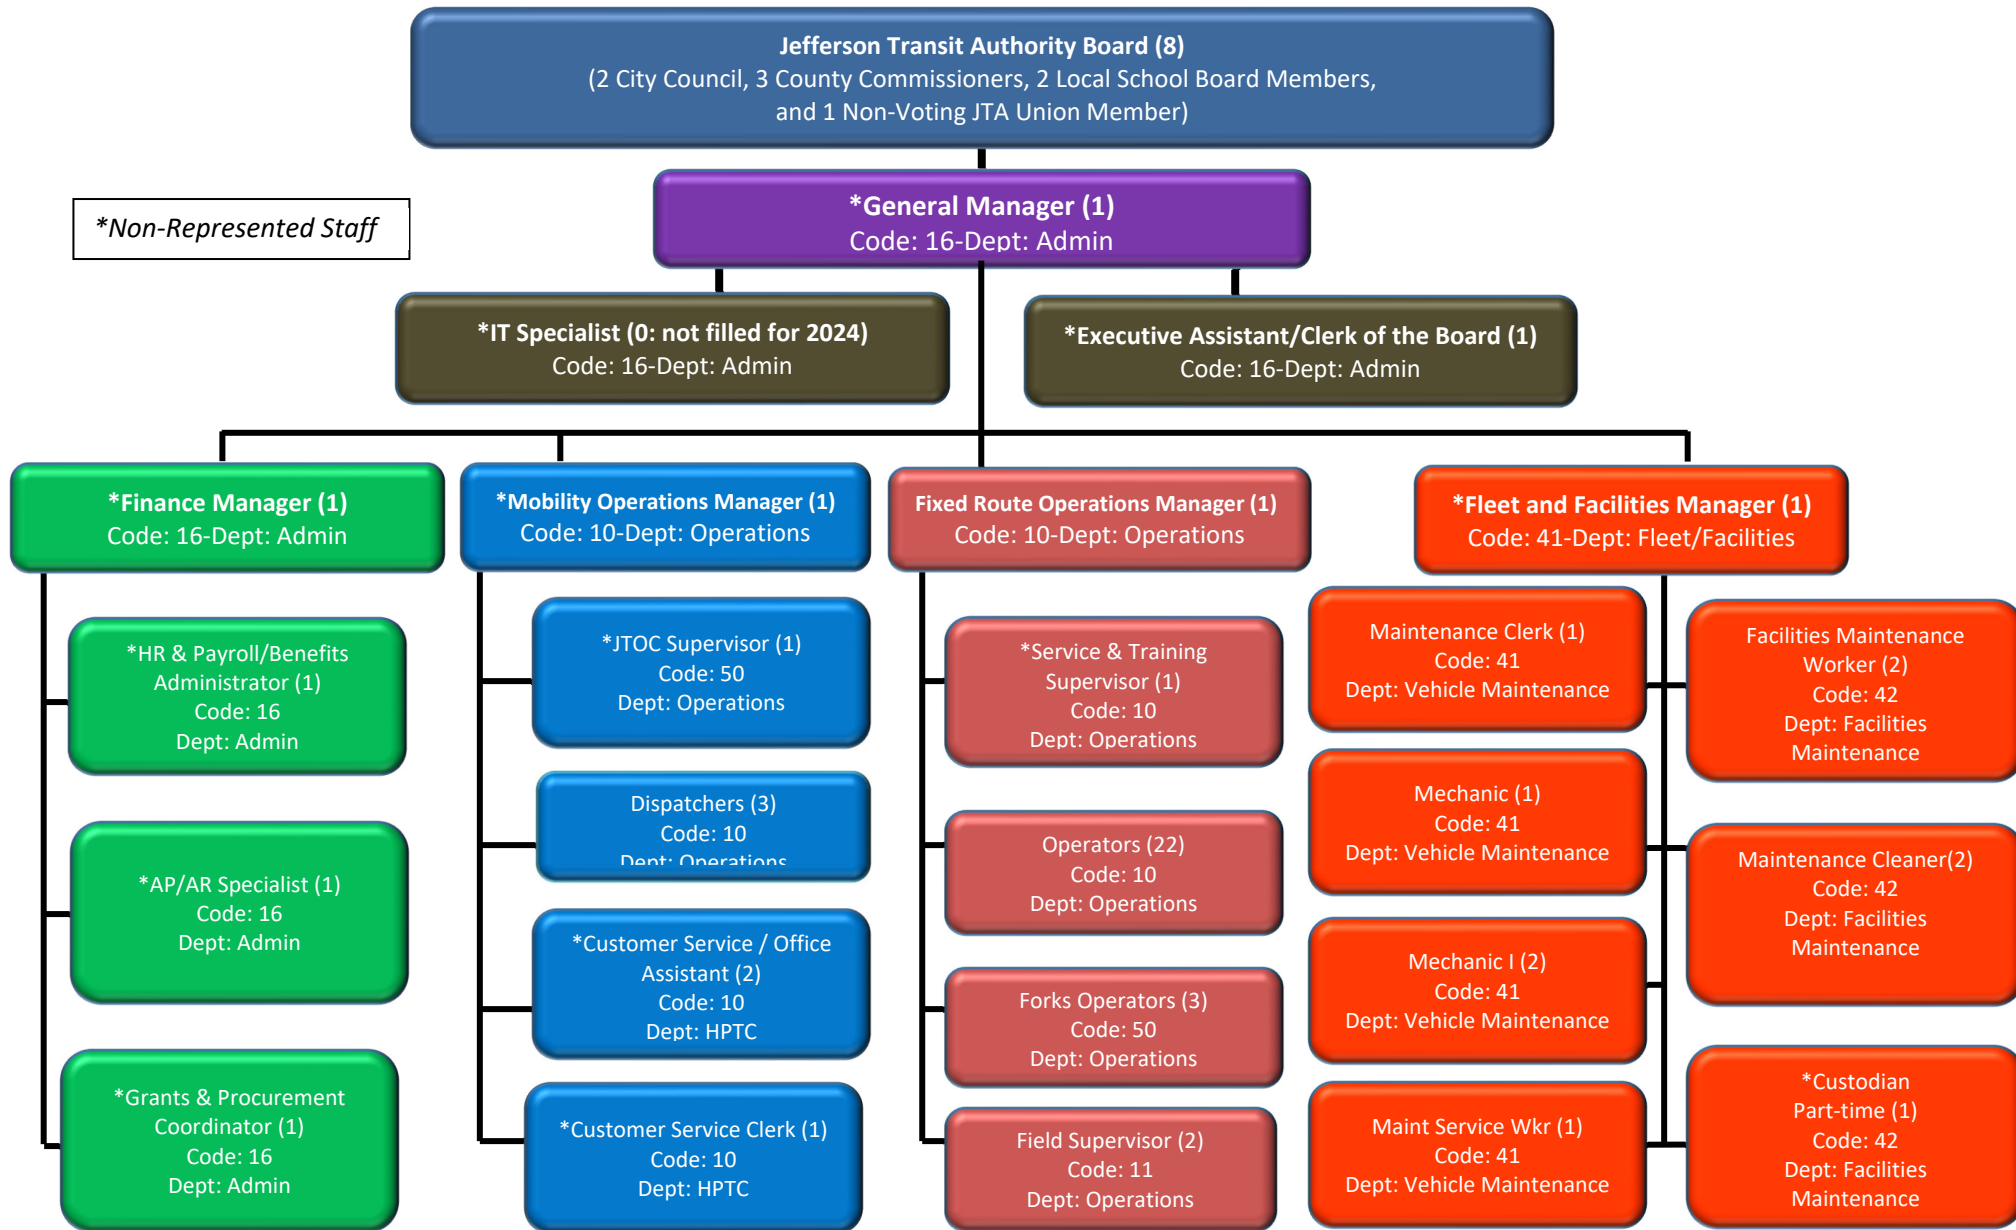 Jefferson Transit Authority Board (8)
(2 City Council, 3 County Commissioners, 2 Local School Board Members,
and 1 Non-Voting JTA Union Member)
*Non-Represented Staff
*General Manager (1)
Code: 16-Dept: Admin
*IT Specialist (0: not filled for 2024)
Code: 16-Dept: Admin
*Executive Assistant/Clerk of the Board (1)
Code: 16-Dept: Admin
*Finance Manager (1)
Code: 16-Dept: Admin
*HR & Payroll/Benefits
Administrator (1)
Code: 16
Dept: Admin
*AP/AR Specialist (1)
Code: 16
Dept: Admin
*Grants & Procurement
Coordinator (1)
Code: 16
Dept: Admin
*Mobility Operations Manager (1)
Code: 10-Dept: Operations
*JTOC Supervisor (1)
Code: 50
Dept: Operations
Dispatchers (3)
Code: 10
Dept: Operations
*Customer Service / Office
Assistant (2)
Code: 10
Dept: HPTC
*Customer Service Clerk (1)
Code: 10
Dept: HPTC
Fixed Route Operations Manager (1)
Code: 10-Dept: Operations
*Service & Training
Supervisor (1)
Code: 10
Dept: Operations
Operators (22)
Code: 10
Dept: Operations
Forks Operators (3)
Code: 50
Dept: Operations
Field Supervisor (2)
Code: 11
Dept: Operations
*Fleet and Facilities Manager (1)
Code: 41-Dept: Fleet/Facilities
Maintenance Clerk (1)
Code: 41
Dept: Vehicle Maintenance
Mechanic (1)
Code: 41
Dept: Vehicle Maintenance
Mechanic I (2)
Code: 41
Dept: Vehicle Maintenance
Maint Service Wkr (1)
Code: 41
Dept: Vehicle Maintenance
Facilities Maintenance
Worker (2)
Code: 42
Dept: Facilities
Maintenance
Maintenance Cleaner(2)
Code: 42
Dept: Facilities
Maintenance
*Custodian
Part-time (1)
Code: 42
Dept: Facilities
Maintenance